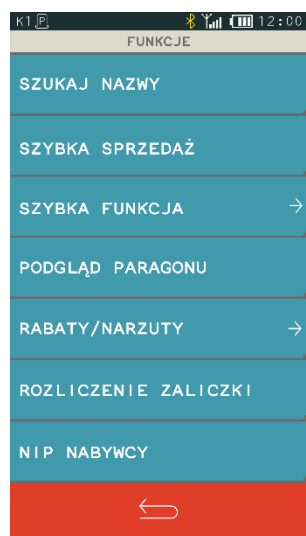 K1 P 12:00
FUNKCJE
SZUKAJ NAZWY
SZYBKA SPRZEDAŻ
SZYBKA FUNKCJA →
PODGLĄD PARAGONU
RABATY/NARZUTY →
ROZLICZENIE ZALICZKI
NIP NABYWCY